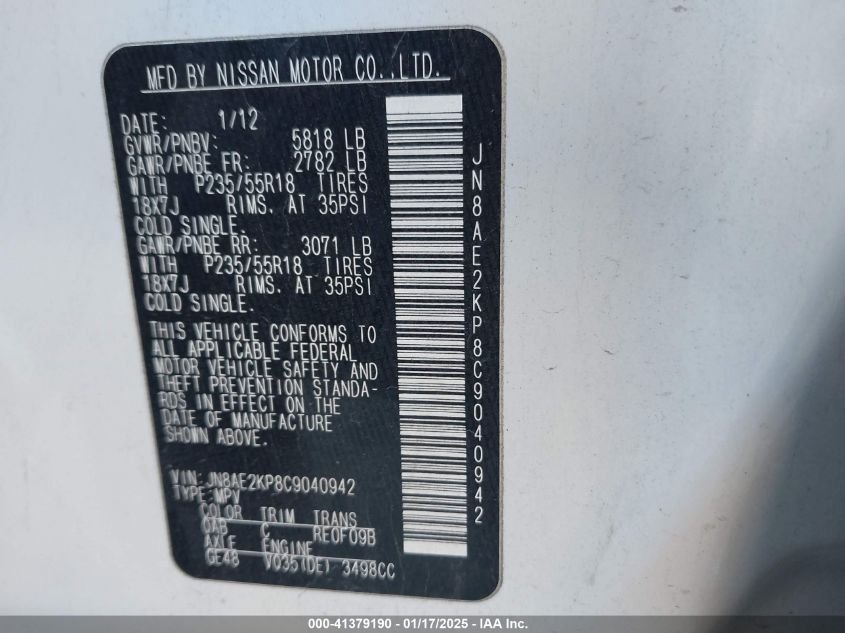 MFD BY NISSAN MOTOR CO.,LTD.
DATE: 1/12
GVWR/PNBV: 5818 LB
GAWR/PNBE FR: 2782 LB
WITH P235/55R18 TIRES
18X7J RIMS. AT 35PSI
COLD SINGLE.
GAWR/PNBE RR: 3071 LB
WITH P235/55R18 TIRES
18X7J RIMS. AT 35PSI
COLD SINGLE.
THIS VEHICLE CONFORMS TO
ALL APPLICABLE FEDERAL
MOTOR VEHICLE SAFETY AND
THEFT PREVENTION STANDA-
RDS IN EFFECT ON THE
DATE OF MANUFACTURE
SHOWN ABOVE.
VIN: JN8AE2KP8C9040942
TYPE: MPV
COLOR TRIM TRANS
QAB C RE0F09B
AXLE ENGINE
GE48 VQ35(DE) 3498CC
JN8AE2KP8C9040942
000-41379190 - 01/17/2025 - IAA Inc.